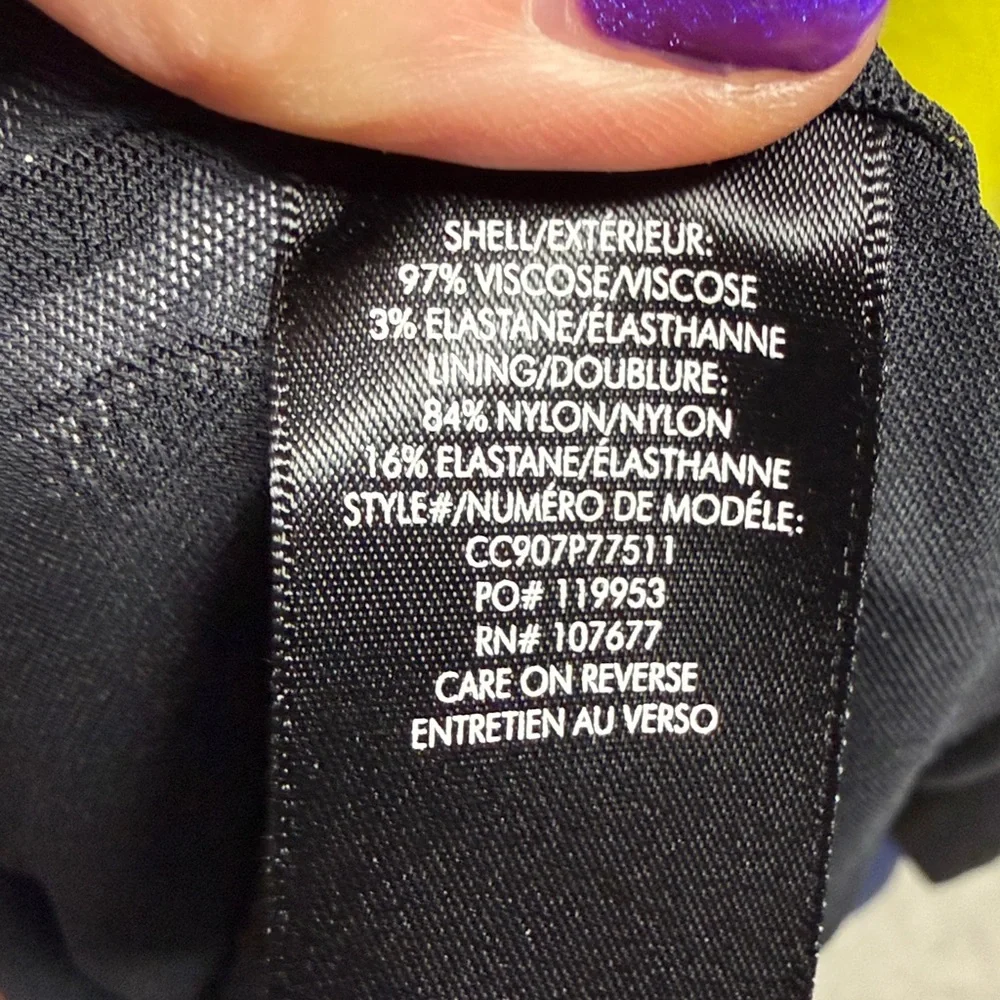 SHELL/EXTÉRIEUR:
97% VISCOSE/VISCOSE
3% ELASTANE/ÉLASTHANNE
LINING/DOUBLURE:
84% NYLON/NYLON
16% ELASTANE/ÉLASTHANNE
STYLE#/NUMÉRO DE MODÉLE:
CC907P77511
PO# 119953
RN# 107677
CARE ON REVERSE
ENTRETIEN AU VERSO